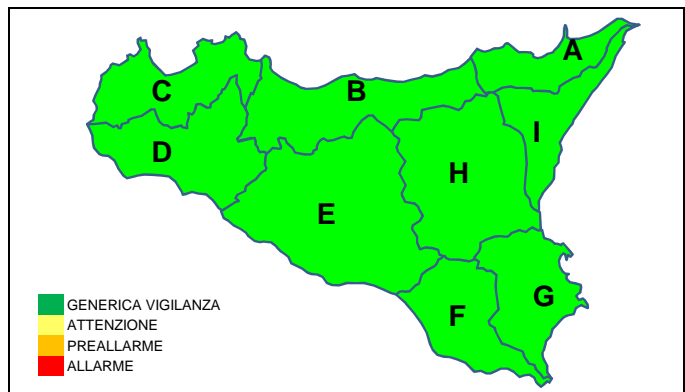 A
C
B
I
D
H
E
G
F
GENERICA VIGILANZA
ATTENZIONE
PREALLARME
ALLARME